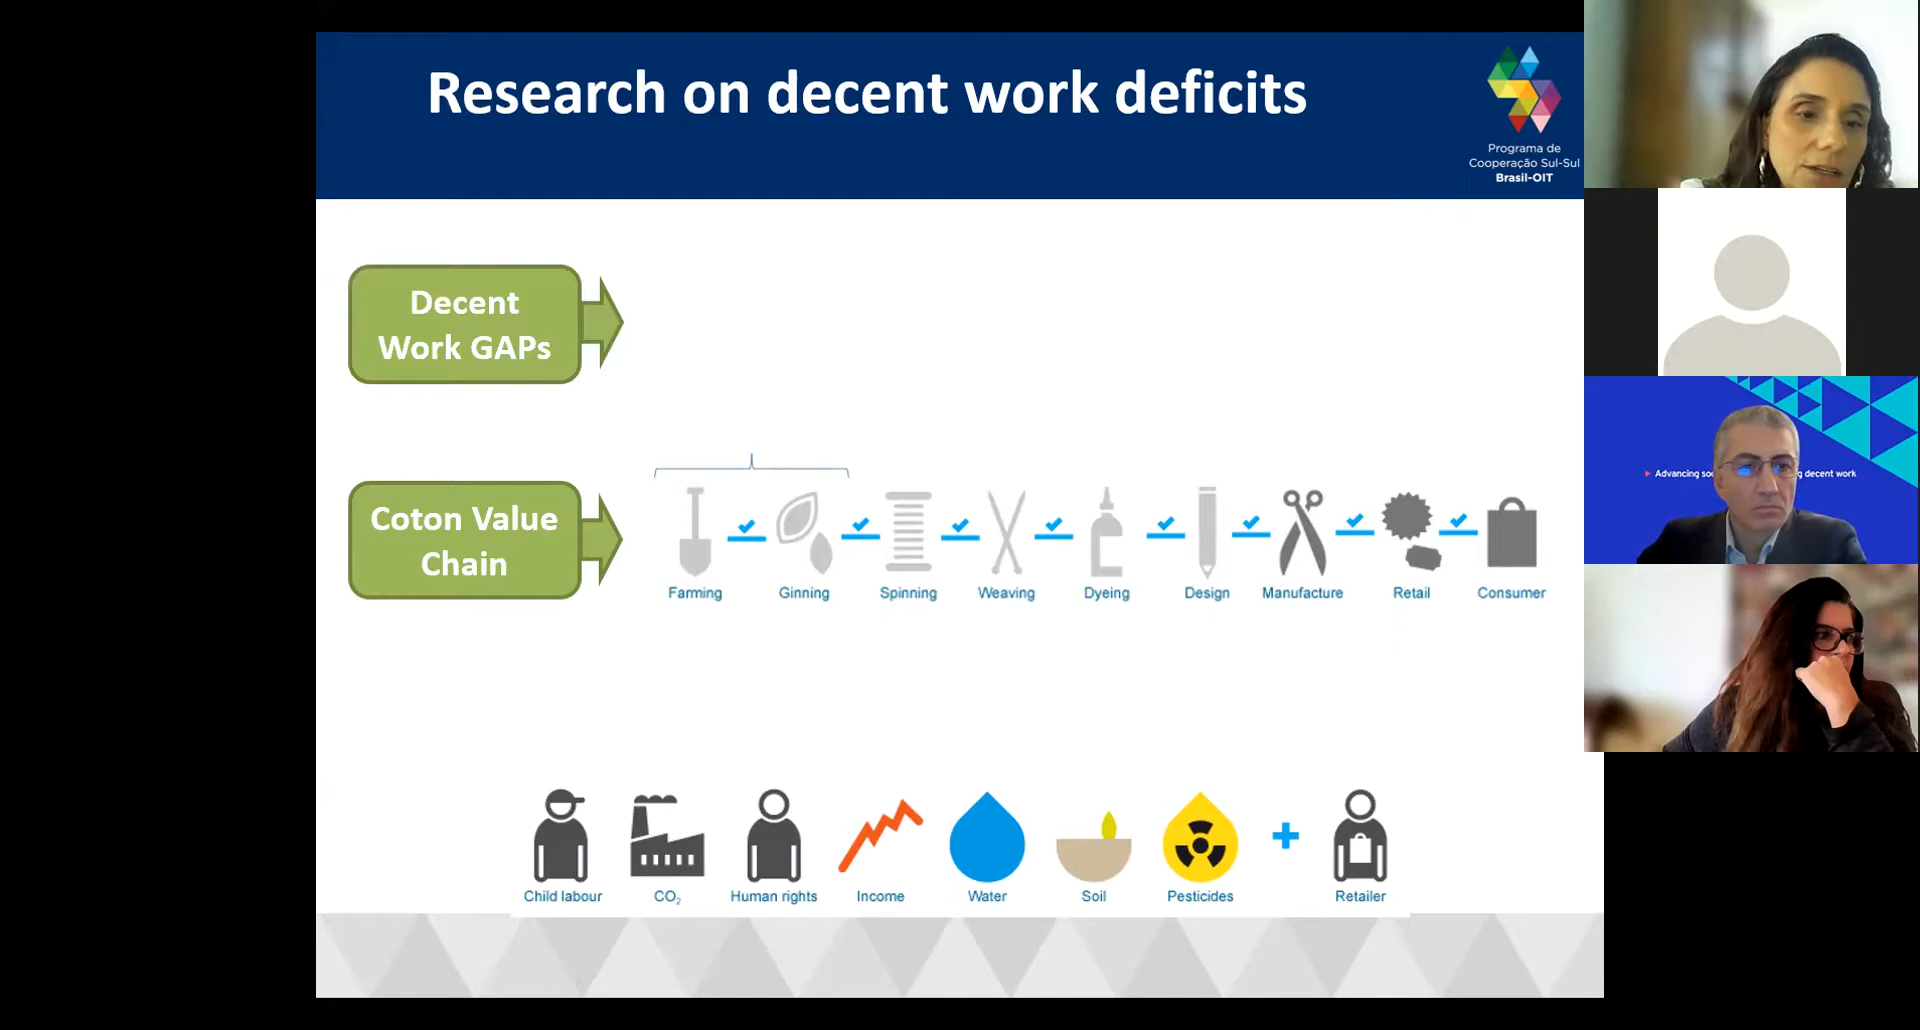 Research on decent work deficits
Programa de
Cooperação Sul-Sul
Brasil-OIT
Decent
Work GAPs
Coton Value
Chain
Farming
Ginning
Spinning
Weaving
Dyeing
Design
Manufacture
Retail
Consumer
Child labour
CO₂
Human rights
Income
Water
Soil
Pesticides
Retailer
Advancing so
g decent work